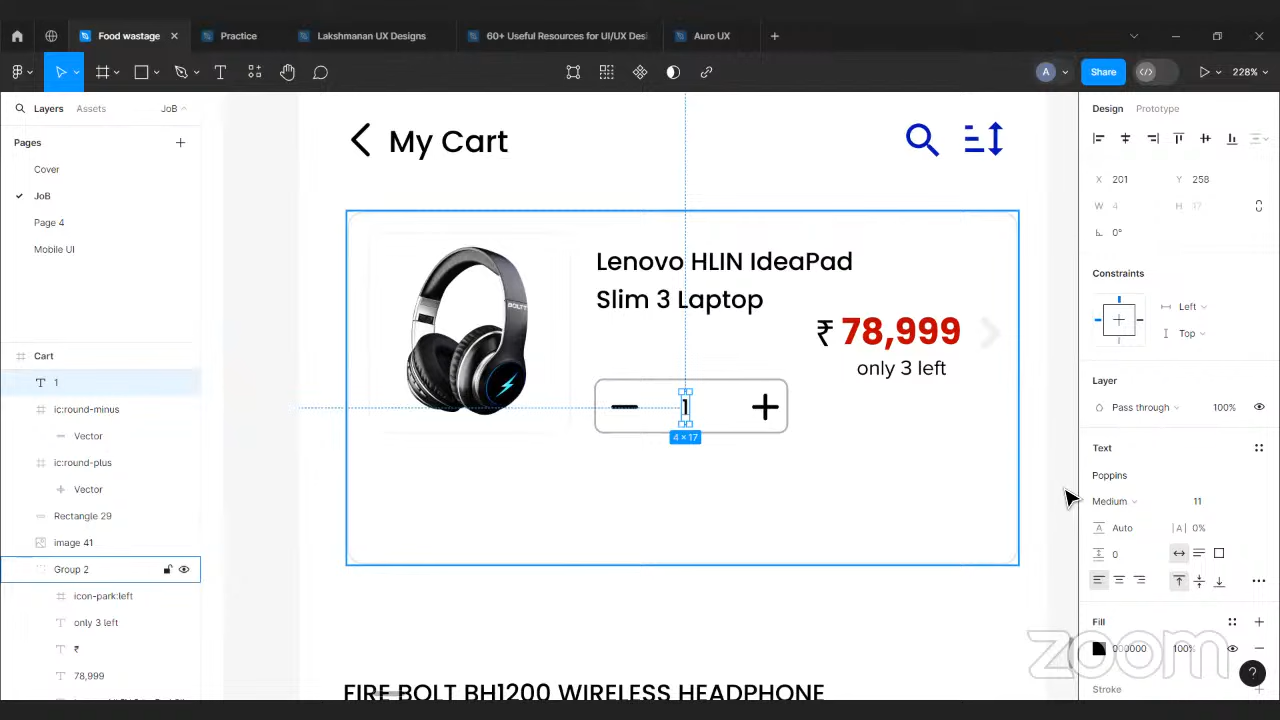 Food wastage
Practice
Lakshmanan UX Designs
60+ Useful Resources for UI/UX Desi
Auro UX
A
Share
228%
Layers
Assets
JoB
Pages
Cover
JoB
Page 4
Mobile UI
Cart
1
ic:round-minus
Vector
ic:round-plus
Vector
Rectangle 29
image 41
Group 2
icon-park:left
only 3 left
₹
78,999
My Cart
BOLTT
Lenovo HLIN IdeaPad
Slim 3 Laptop
₹ 78,999
only 3 left
1
4 × 17
FIRE BOLT BH1200 WIRELESS HEADPHONE
Design
Prototype
X 201
Y 258
W 4
H 17
0°
Constraints
Left
Top
Layer
Pass through
100%
Text
Poppins
Medium
11
Auto
|A| 0%
0
Fill
000000
100%
Stroke
zoom
?